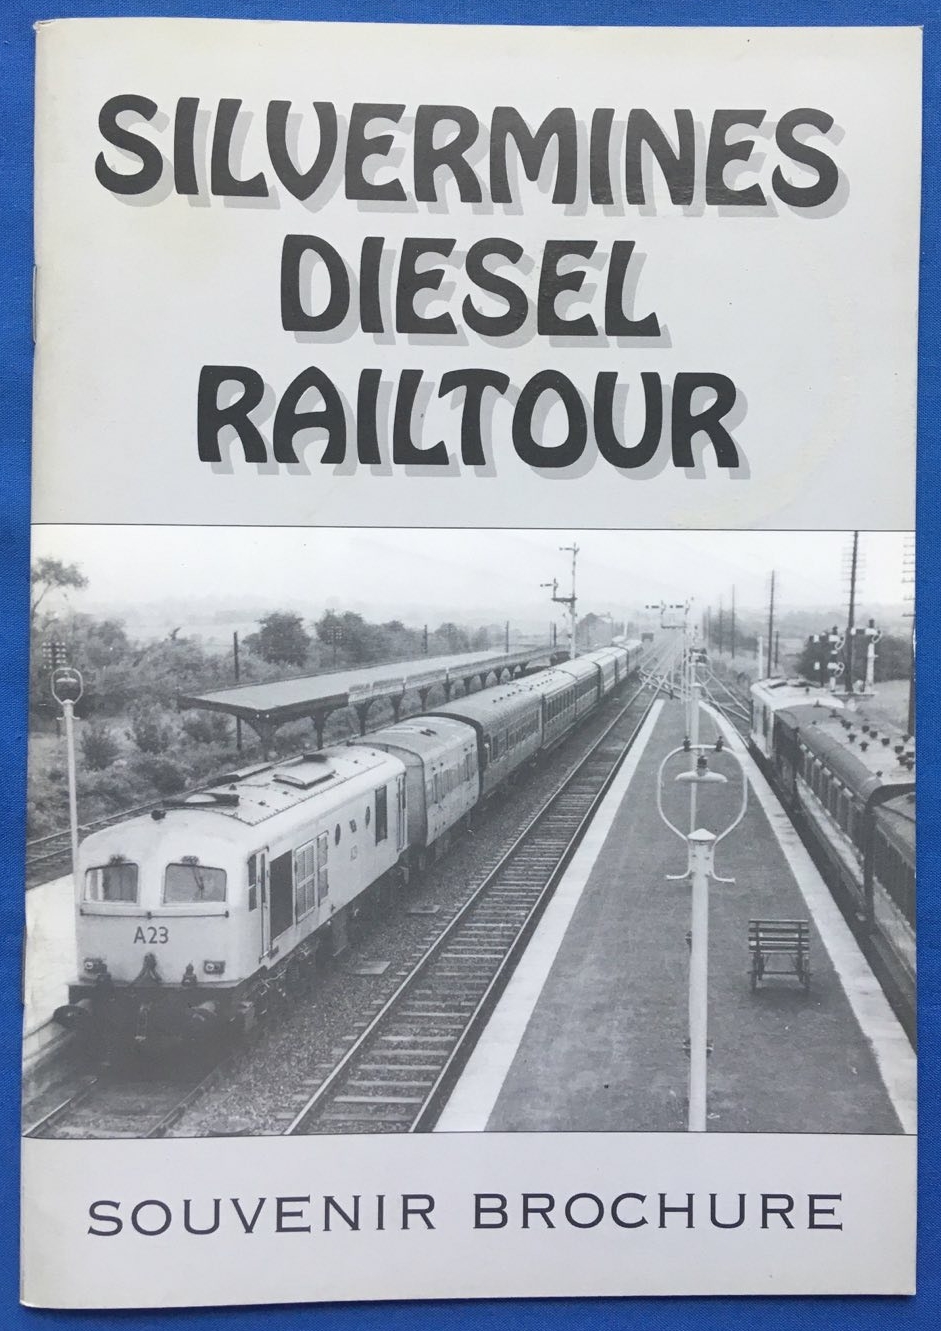 SILVERMINES
DIESEL
RAILTOUR
A23
SOUVENIR BROCHURE